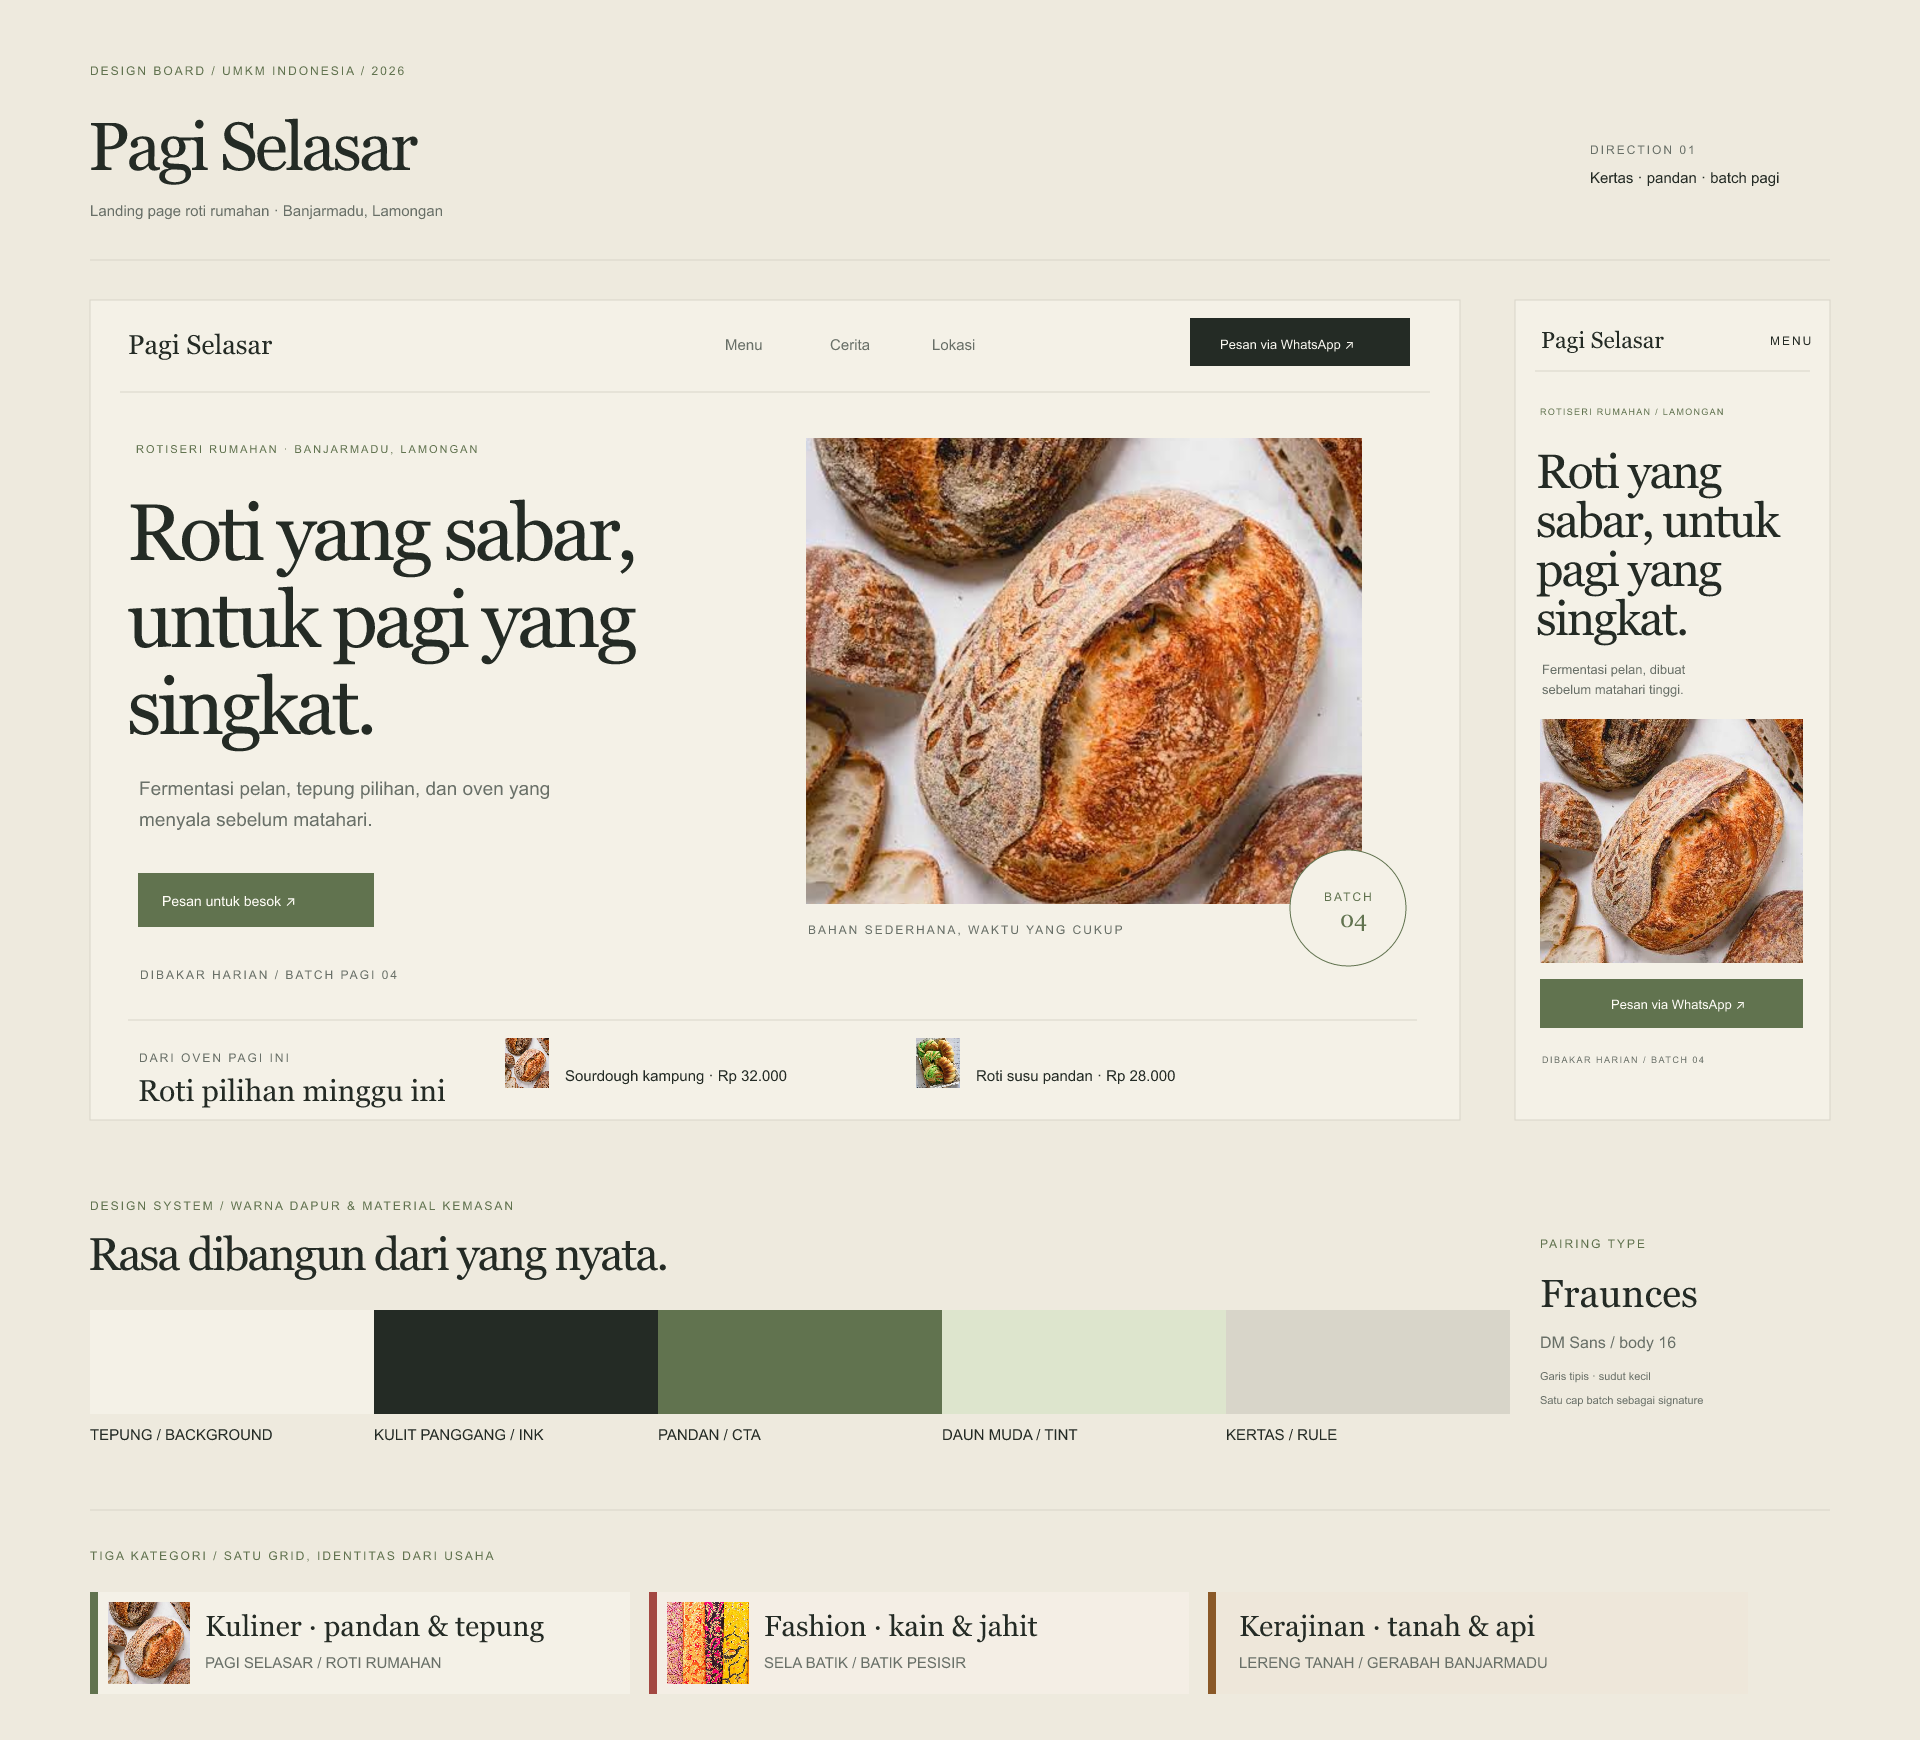 DESIGN BOARD / UMKM INDONESIA / 2026
Pagi Selasar
Landing page roti rumahan · Banjarmadu, Lamongan
DIRECTION 01
Kertas · pandan · batch pagi
Pagi Selasar
Menu
Cerita
Lokasi
Pesan via WhatsApp ↗
ROTISERI RUMAHAN · BANJARMADU, LAMONGAN
Roti yang sabar,
untuk pagi yang
singkat.
Fermentasi pelan, tepung pilihan, dan oven yang
menyala sebelum matahari.
Pesan untuk besok ↗
DIBAKAR HARIAN / BATCH PAGI 04
BAHAN SEDERHANA, WAKTU YANG CUKUP
BATCH
04
DARI OVEN PAGI INI
Roti pilihan minggu ini
Sourdough kampung · Rp 32.000
Roti susu pandan · Rp 28.000
Pagi Selasar
MENU
ROTISERI RUMAHAN / LAMONGAN
Roti yang
sabar, untuk
pagi yang
singkat.
Fermentasi pelan, dibuat
sebelum matahari tinggi.
Pesan via WhatsApp ↗
DIBAKAR HARIAN / BATCH 04
DESIGN SYSTEM / WARNA DAPUR & MATERIAL KEMASAN
Rasa dibangun dari yang nyata.
TEPUNG / BACKGROUND
KULIT PANGGANG / INK
PANDAN / CTA
DAUN MUDA / TINT
KERTAS / RULE
PAIRING TYPE
Fraunces
DM Sans / body 16
Garis tipis · sudut kecil
Satu cap batch sebagai signature
TIGA KATEGORI / SATU GRID, IDENTITAS DARI USAHA
Kuliner · pandan & tepung
PAGI SELASAR / ROTI RUMAHAN
Fashion · kain & jahit
SELA BATIK / BATIK PESISIR
Kerajinan · tanah & api
LERENG TANAH / GERABAH BANJARMADU